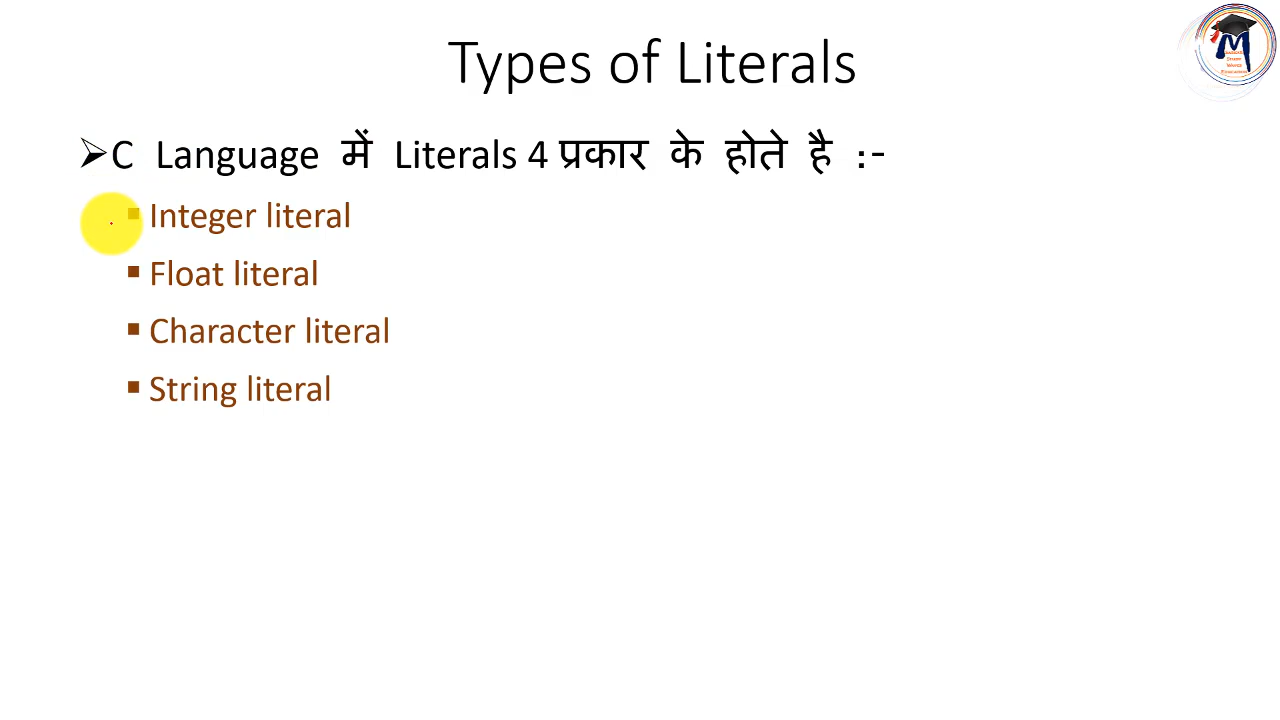 Types of Literals
➢C Language में Literals 4 प्रकार के होते है :-
▪ Integer literal
▪ Float literal
▪ Character literal
▪ String literal